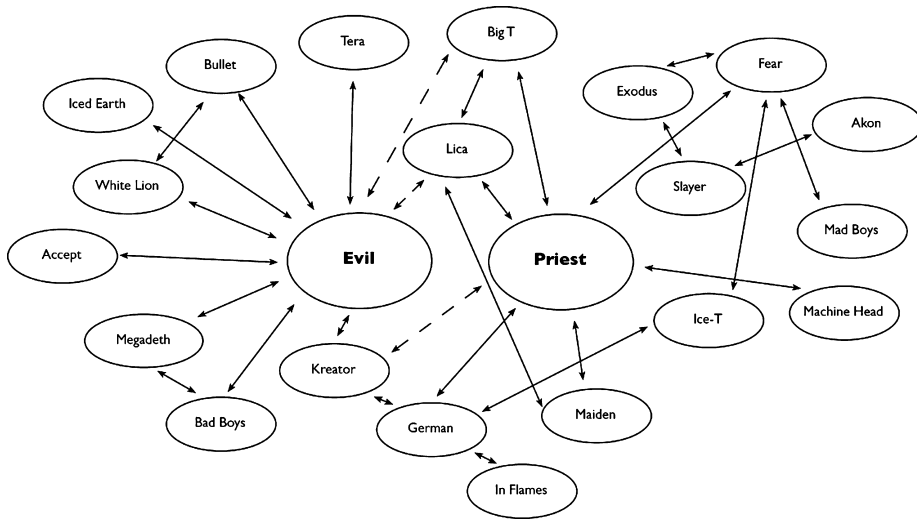 Big T
Tera
Bullet
Fear
Exodus
Iced Earth
Akon
Lica
White Lion
Slayer
Mad Boys
Accept
Evil
Priest
Machine Head
Ice-T
Megadeth
Kreator
Maiden
Bad Boys
German
In Flames